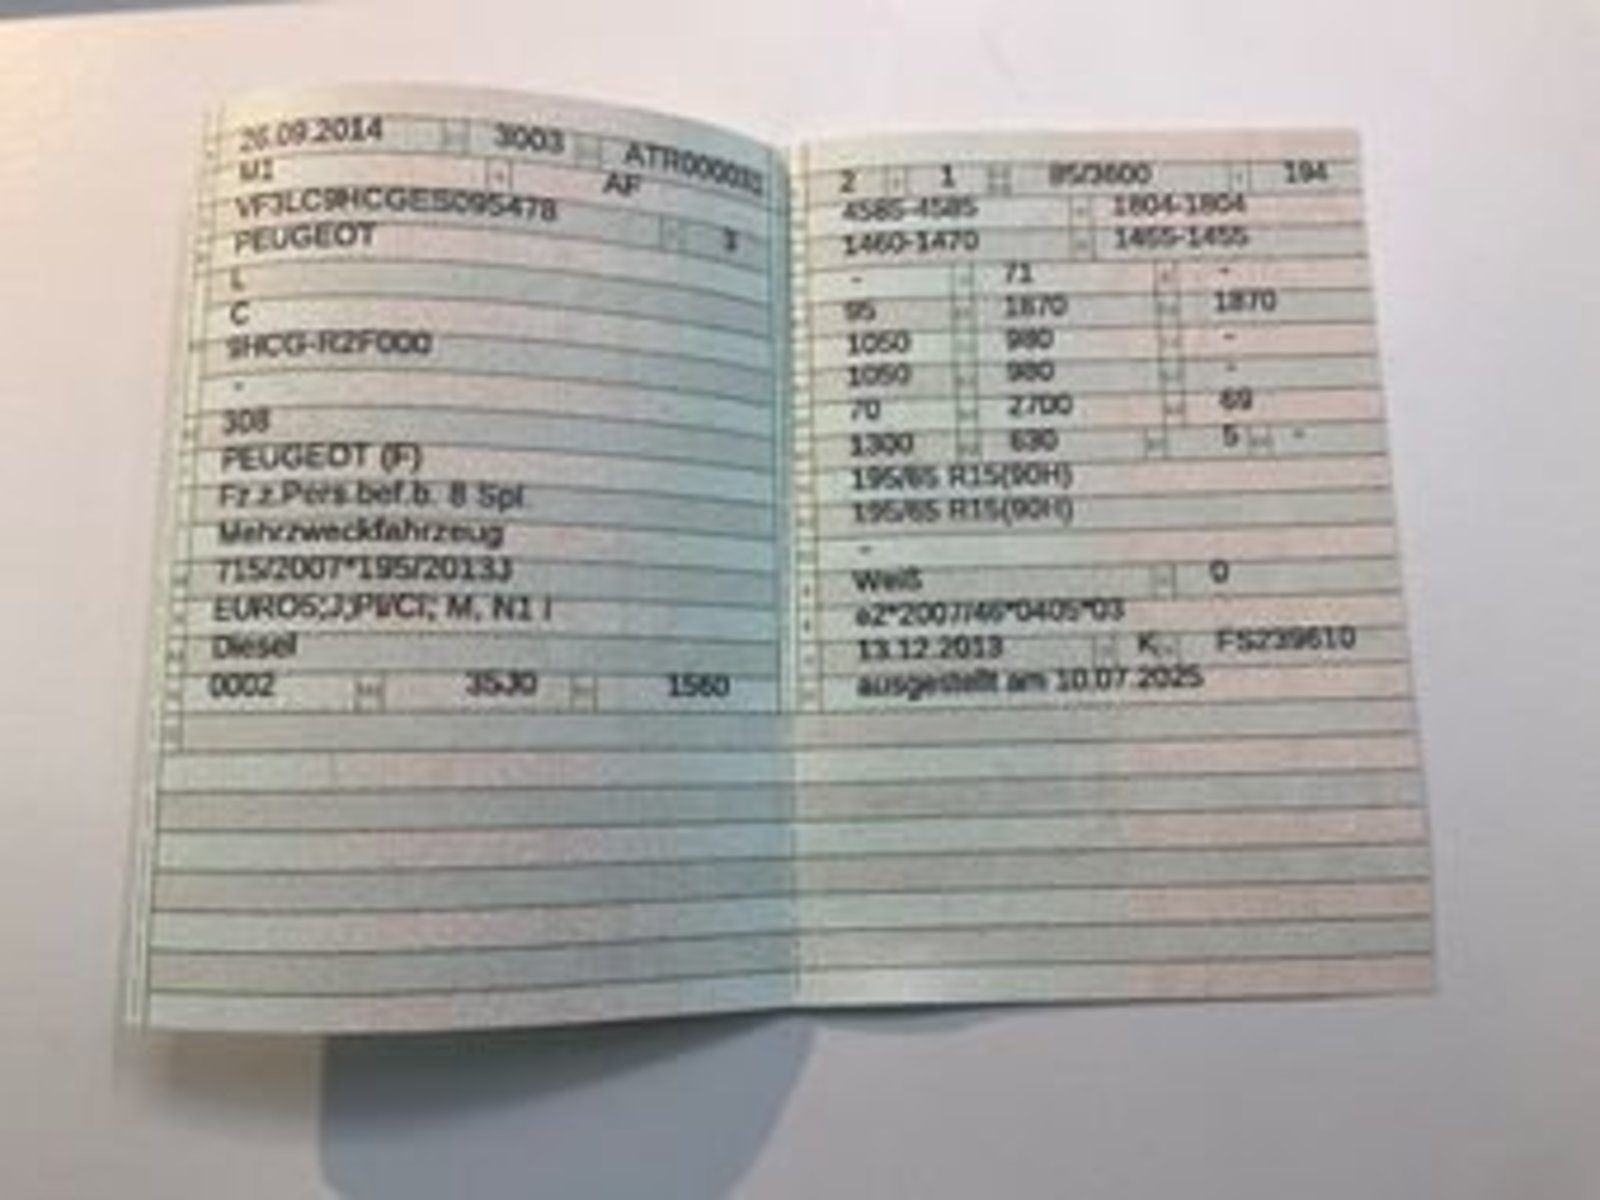 26.09.2014 3003 ATR000033
M1 AF
VF3LC9HCGES095478
PEUGEOT 3
L
C
9HCG-R2F000
-
308
PEUGEOT (F)
Fz.z.Pers.bef.b. 8 Spl.
Mehrzweckfahrzeug
715/2007*195/2013J
EURO5;J;PI/CI; M, N1 I
Diesel
0002 35J0 1560
2 1 85/3600 194
4585-4585 1804-1804
1460-1470 1455-1455
- 71 -
95 1870 1870
1050 980 -
1050 980 -
70 2700 69
1300 630 5 -
195/65 R15(90H)
195/65 R15(90H)
-
Weiß 0
e2*2007/46*0405*03
13.12.2013 K FS239610
ausgestellt am 10.07.2025